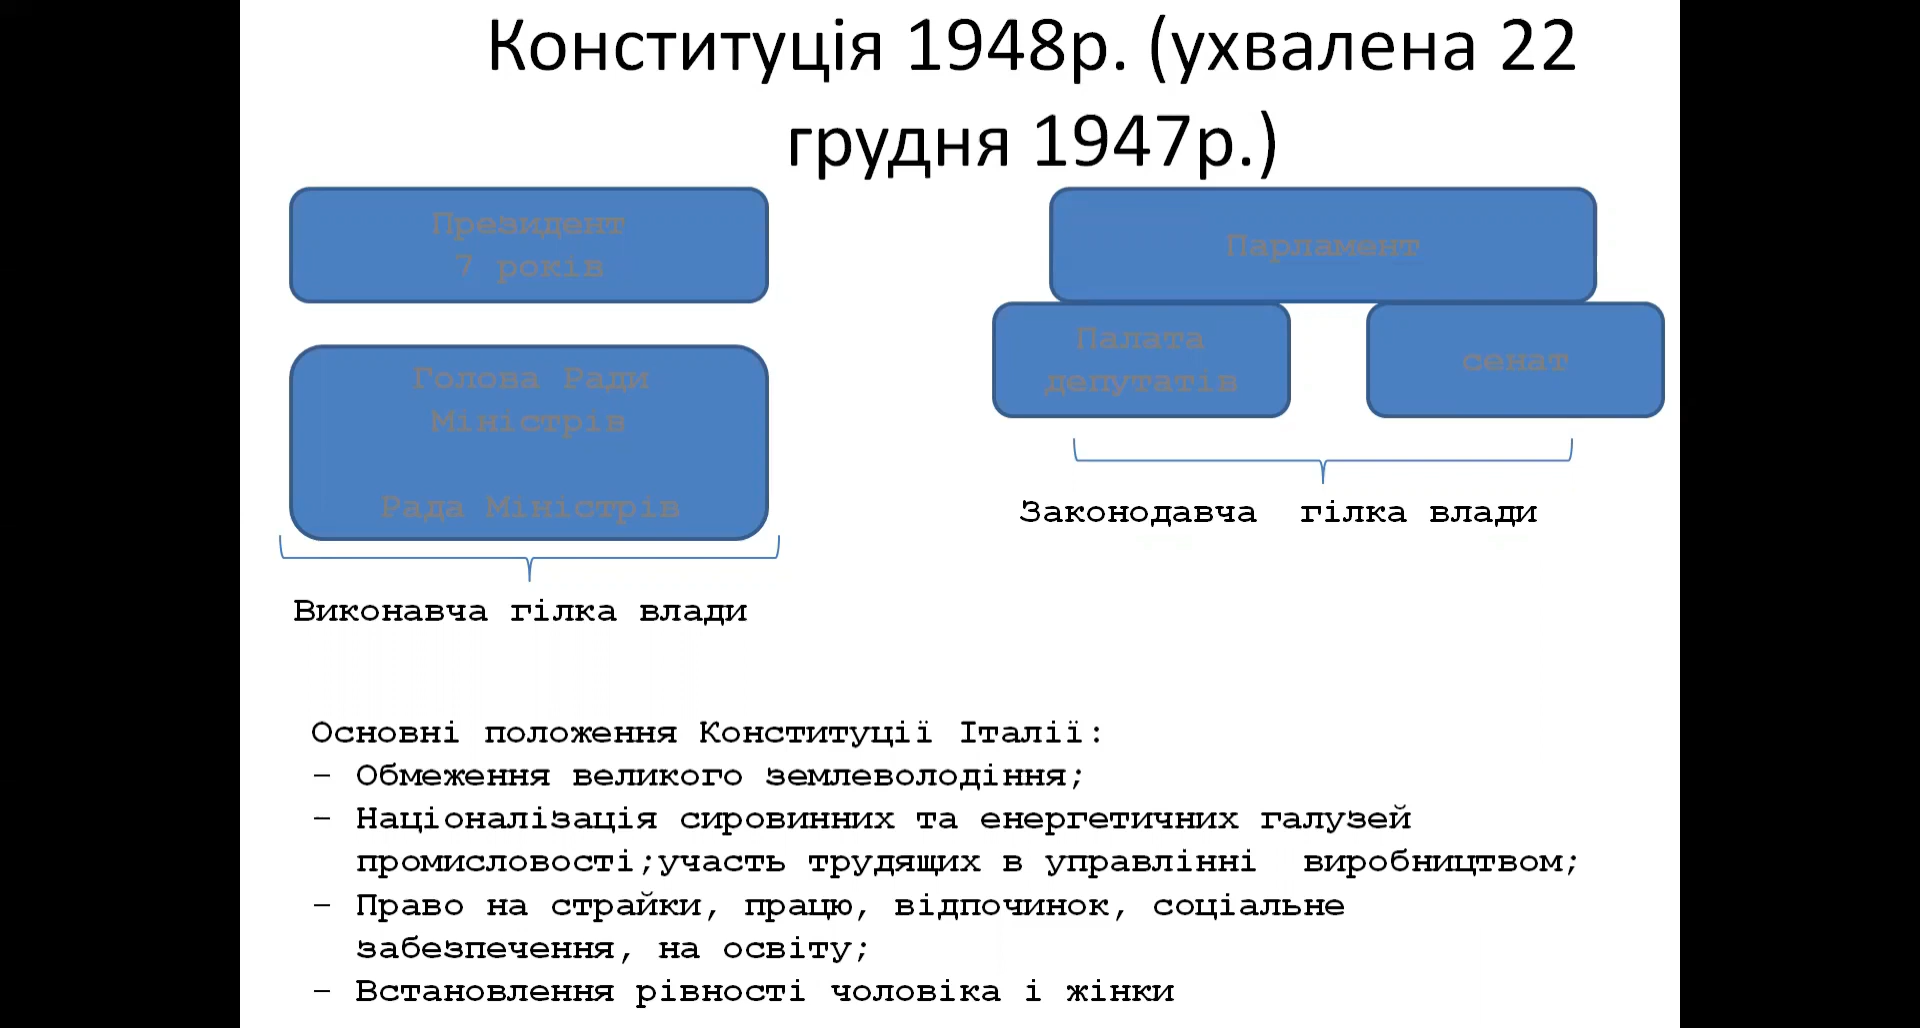 Конституція 1948р. (ухвалена 22
грудня 1947р.)
Президент
7 років
Голова Ради
Міністрів
Рада Міністрів
Виконавча гілка влади
Парламент
Палата
депутатів
сенат
Законодавча гілка влади
Основні положення Конституції Італії:
– Обмеження великого землеволодіння;
– Націоналізація сировинних та енергетичних галузей
промисловості;участь трудящих в управлінні виробництвом;
– Право на страйки, працю, відпочинок, соціальне
забезпечення, на освіту;
– Встановлення рівності чоловіка і жінки